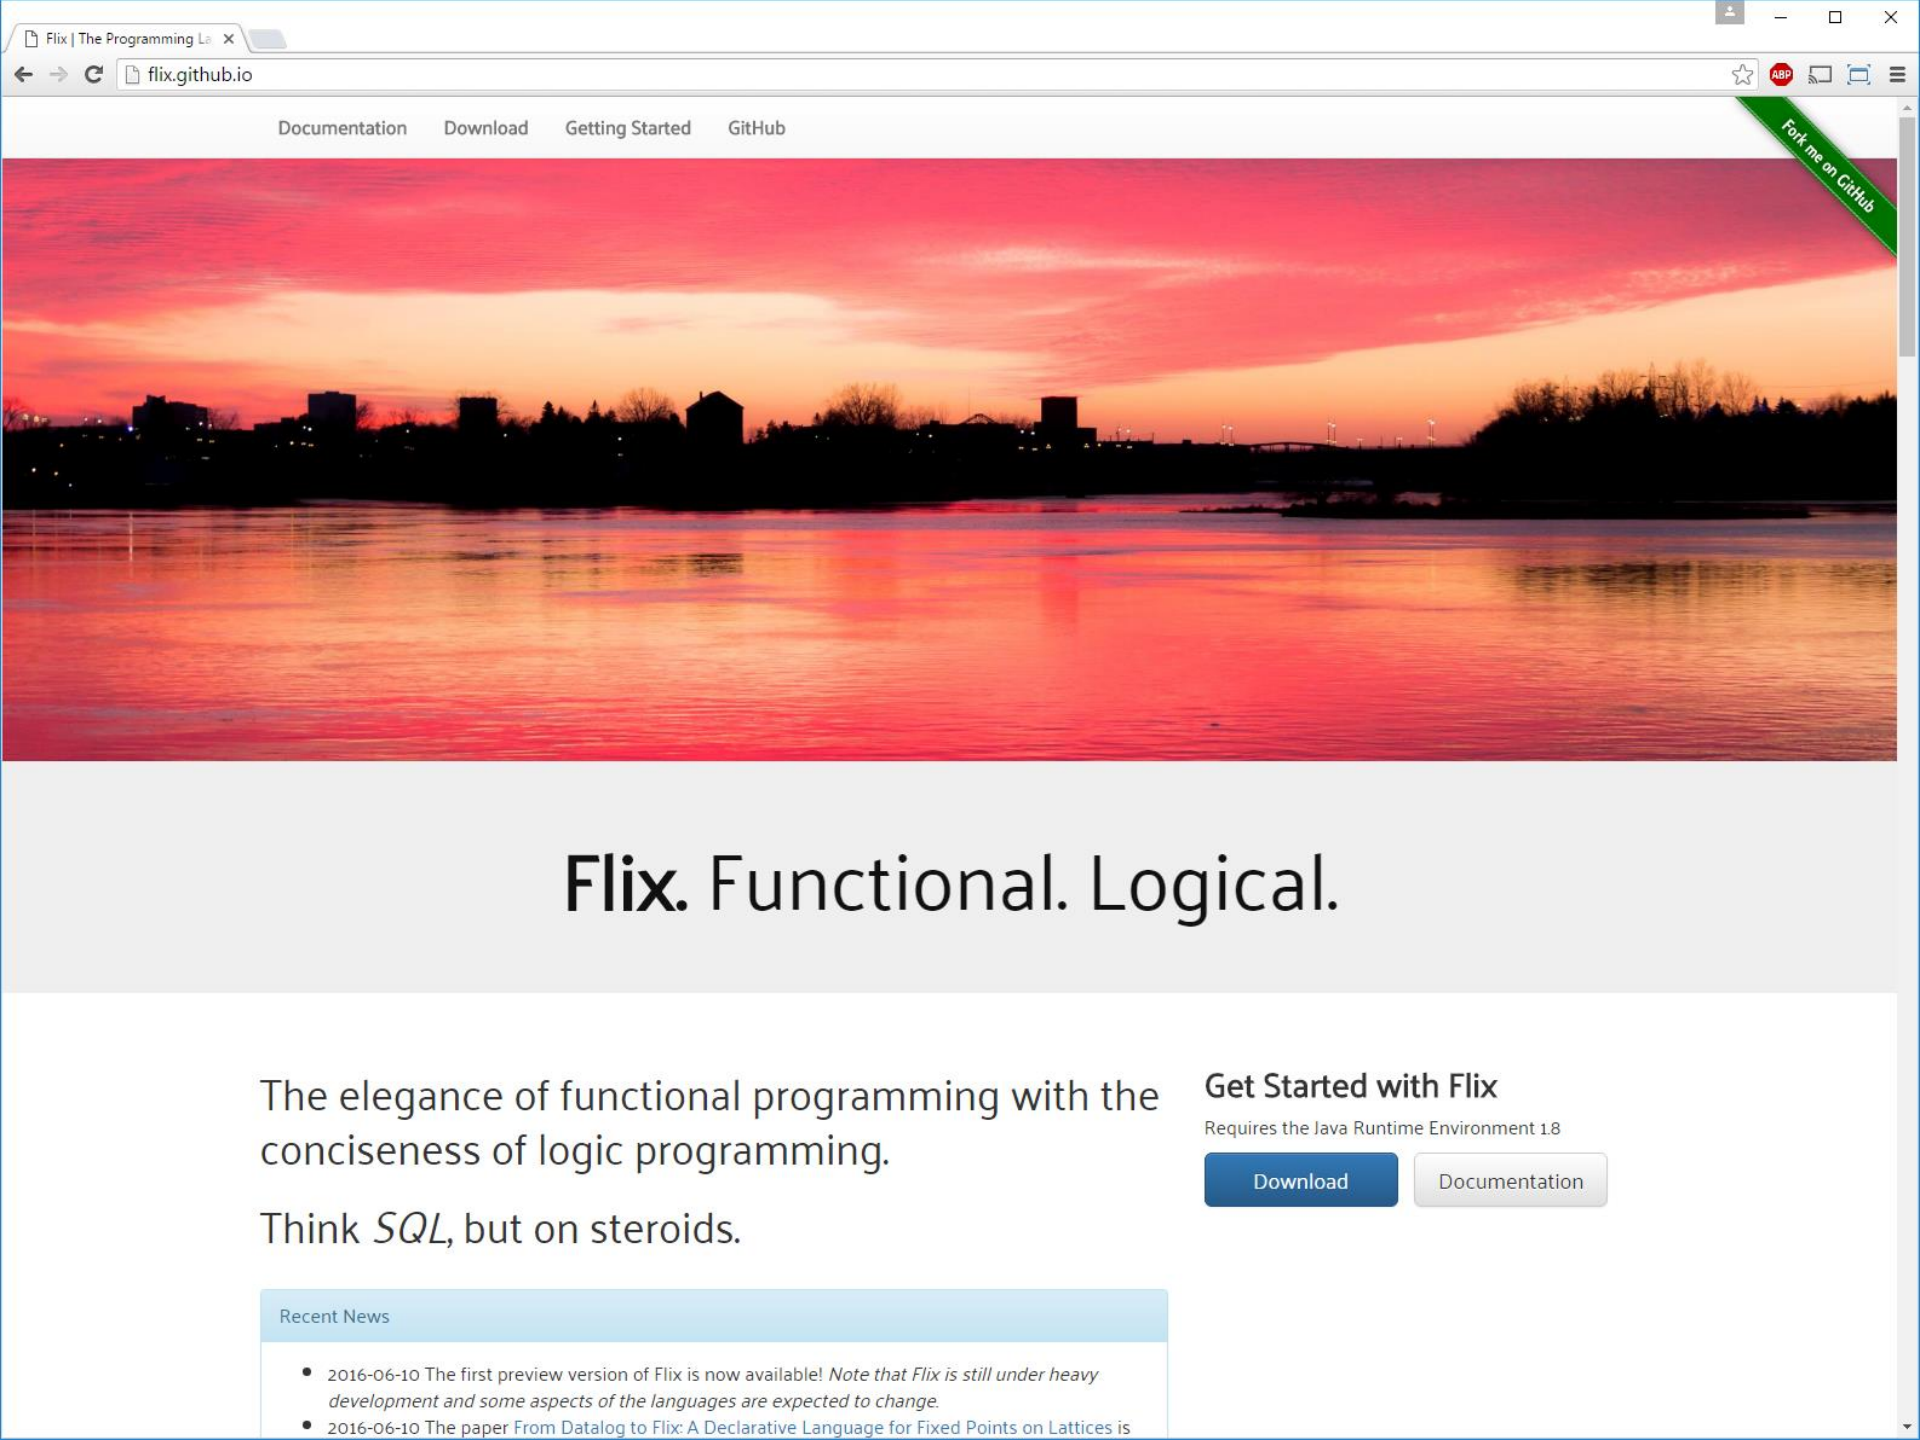 Flix | The Programming La
flix.github.io
ABP
Documentation Download Getting Started GitHub
Fork me on GitHub
Flix. Functional. Logical.
The elegance of functional programming with the
conciseness of logic programming.
Think SQL, but on steroids.
Get Started with Flix
Requires the Java Runtime Environment 1.8
Download Documentation
Recent News
2016-06-10 The first preview version of Flix is now available! Note that Flix is still under heavy
development and some aspects of the languages are expected to change.
2016-06-10 The paper From Datalog to Flix: A Declarative Language for Fixed Points on Lattices is